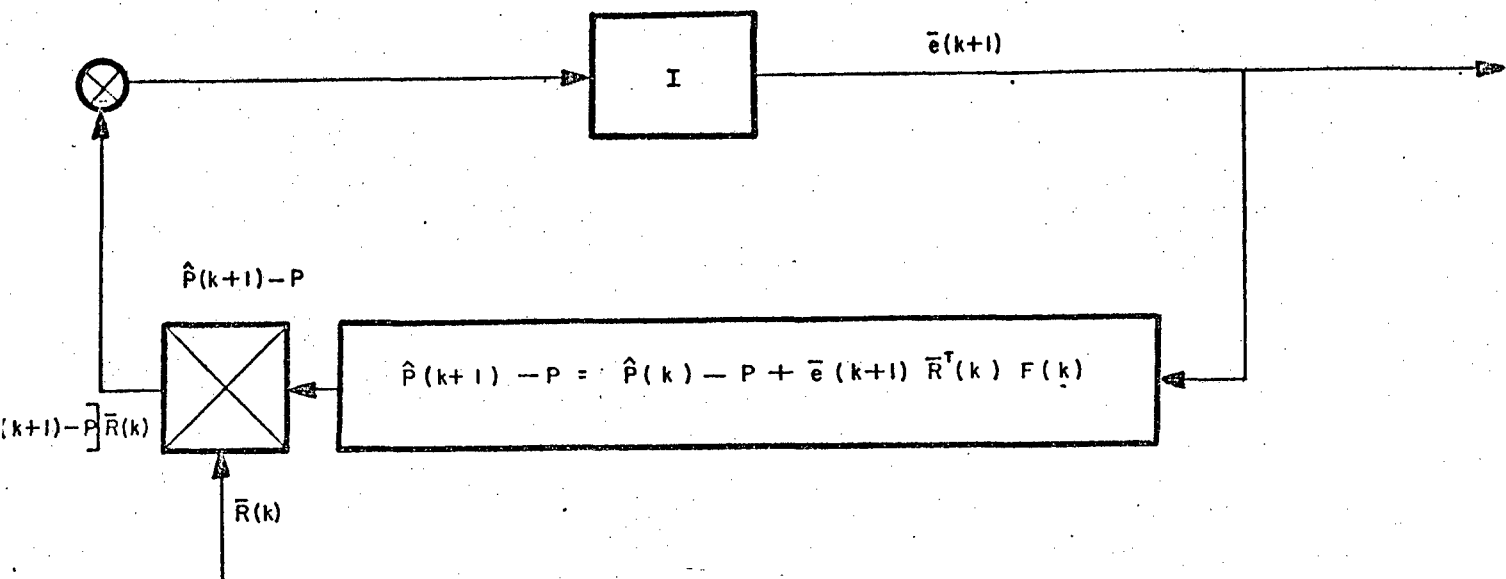 ē(k+1)
I
P̂(k+1)-P
P̂(k+1)-P = P̂(k)-P + ē(k+1) R̄ᵀ(k) F(k)
(k+1)-P] R̄(k)
R̄(k)